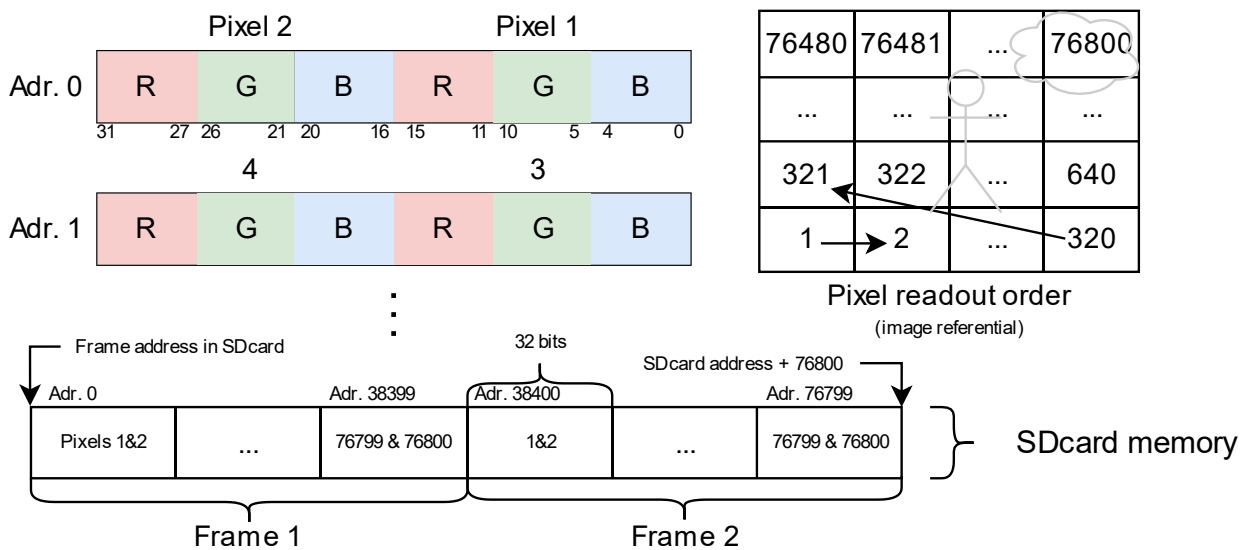 Pixel 2 Pixel 1
Adr. 0 R G B R G B
31 27 26 21 20 16 15 11 10 5 4 0
4 3
Adr. 1 R G B R G B
⋮
76480 76481 ... 76800
... ... ... ...
321 322 ... 640
1 2 ... 320
Pixel readout order
(image referential)
Frame address in SDcard
32 bits
SDcard address + 76800
Adr. 0 Adr. 38399 Adr. 38400 Adr. 76799
Pixels 1&2 ... 76799 & 76800 1&2 ... 76799 & 76800
SDcard memory
Frame 1 Frame 2